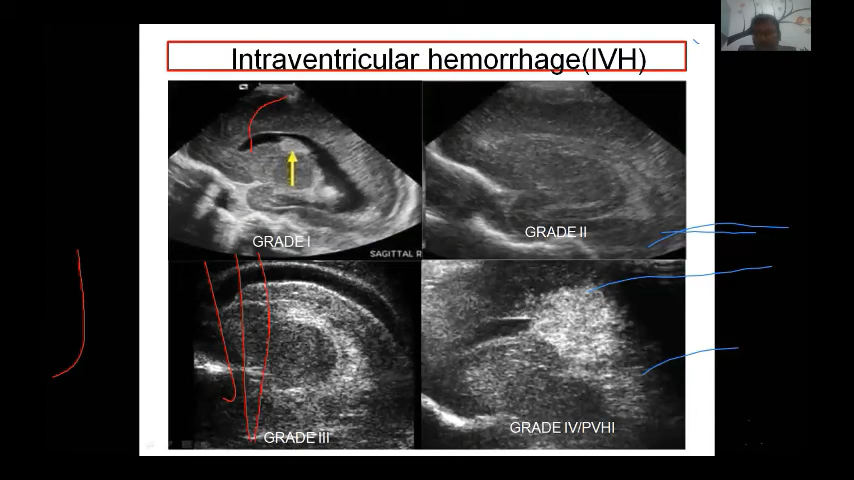 Intraventricular hemorrhage(IVH)
GRADE I
SAGITTAL R
GRADE II
GRADE III
GRADE IV/PVHI